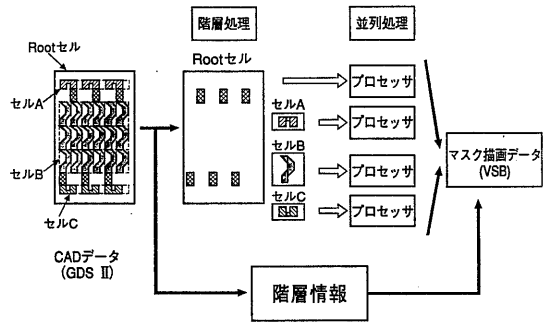 階層処理
並列処理
Rootセル
Rootセル
セルA
セルB
セルC
CADデータ
(GDS Ⅱ)
セルA
セルB
セルC
プロセッサ
プロセッサ
プロセッサ
プロセッサ
マスク描画データ
(VSB)
階層情報